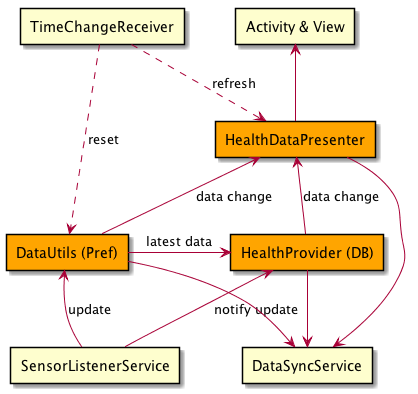 TimeChangeReceiver
Activity & View
refresh
HealthDataPresenter
reset
data change
data change
latest data
DataUtils (Pref)
HealthProvider (DB)
update
notify update
SensorListenerService
DataSyncService